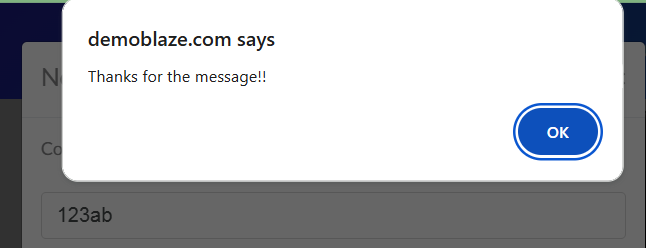 demoblaze.com says
Thanks for the message!!
OK
123ab